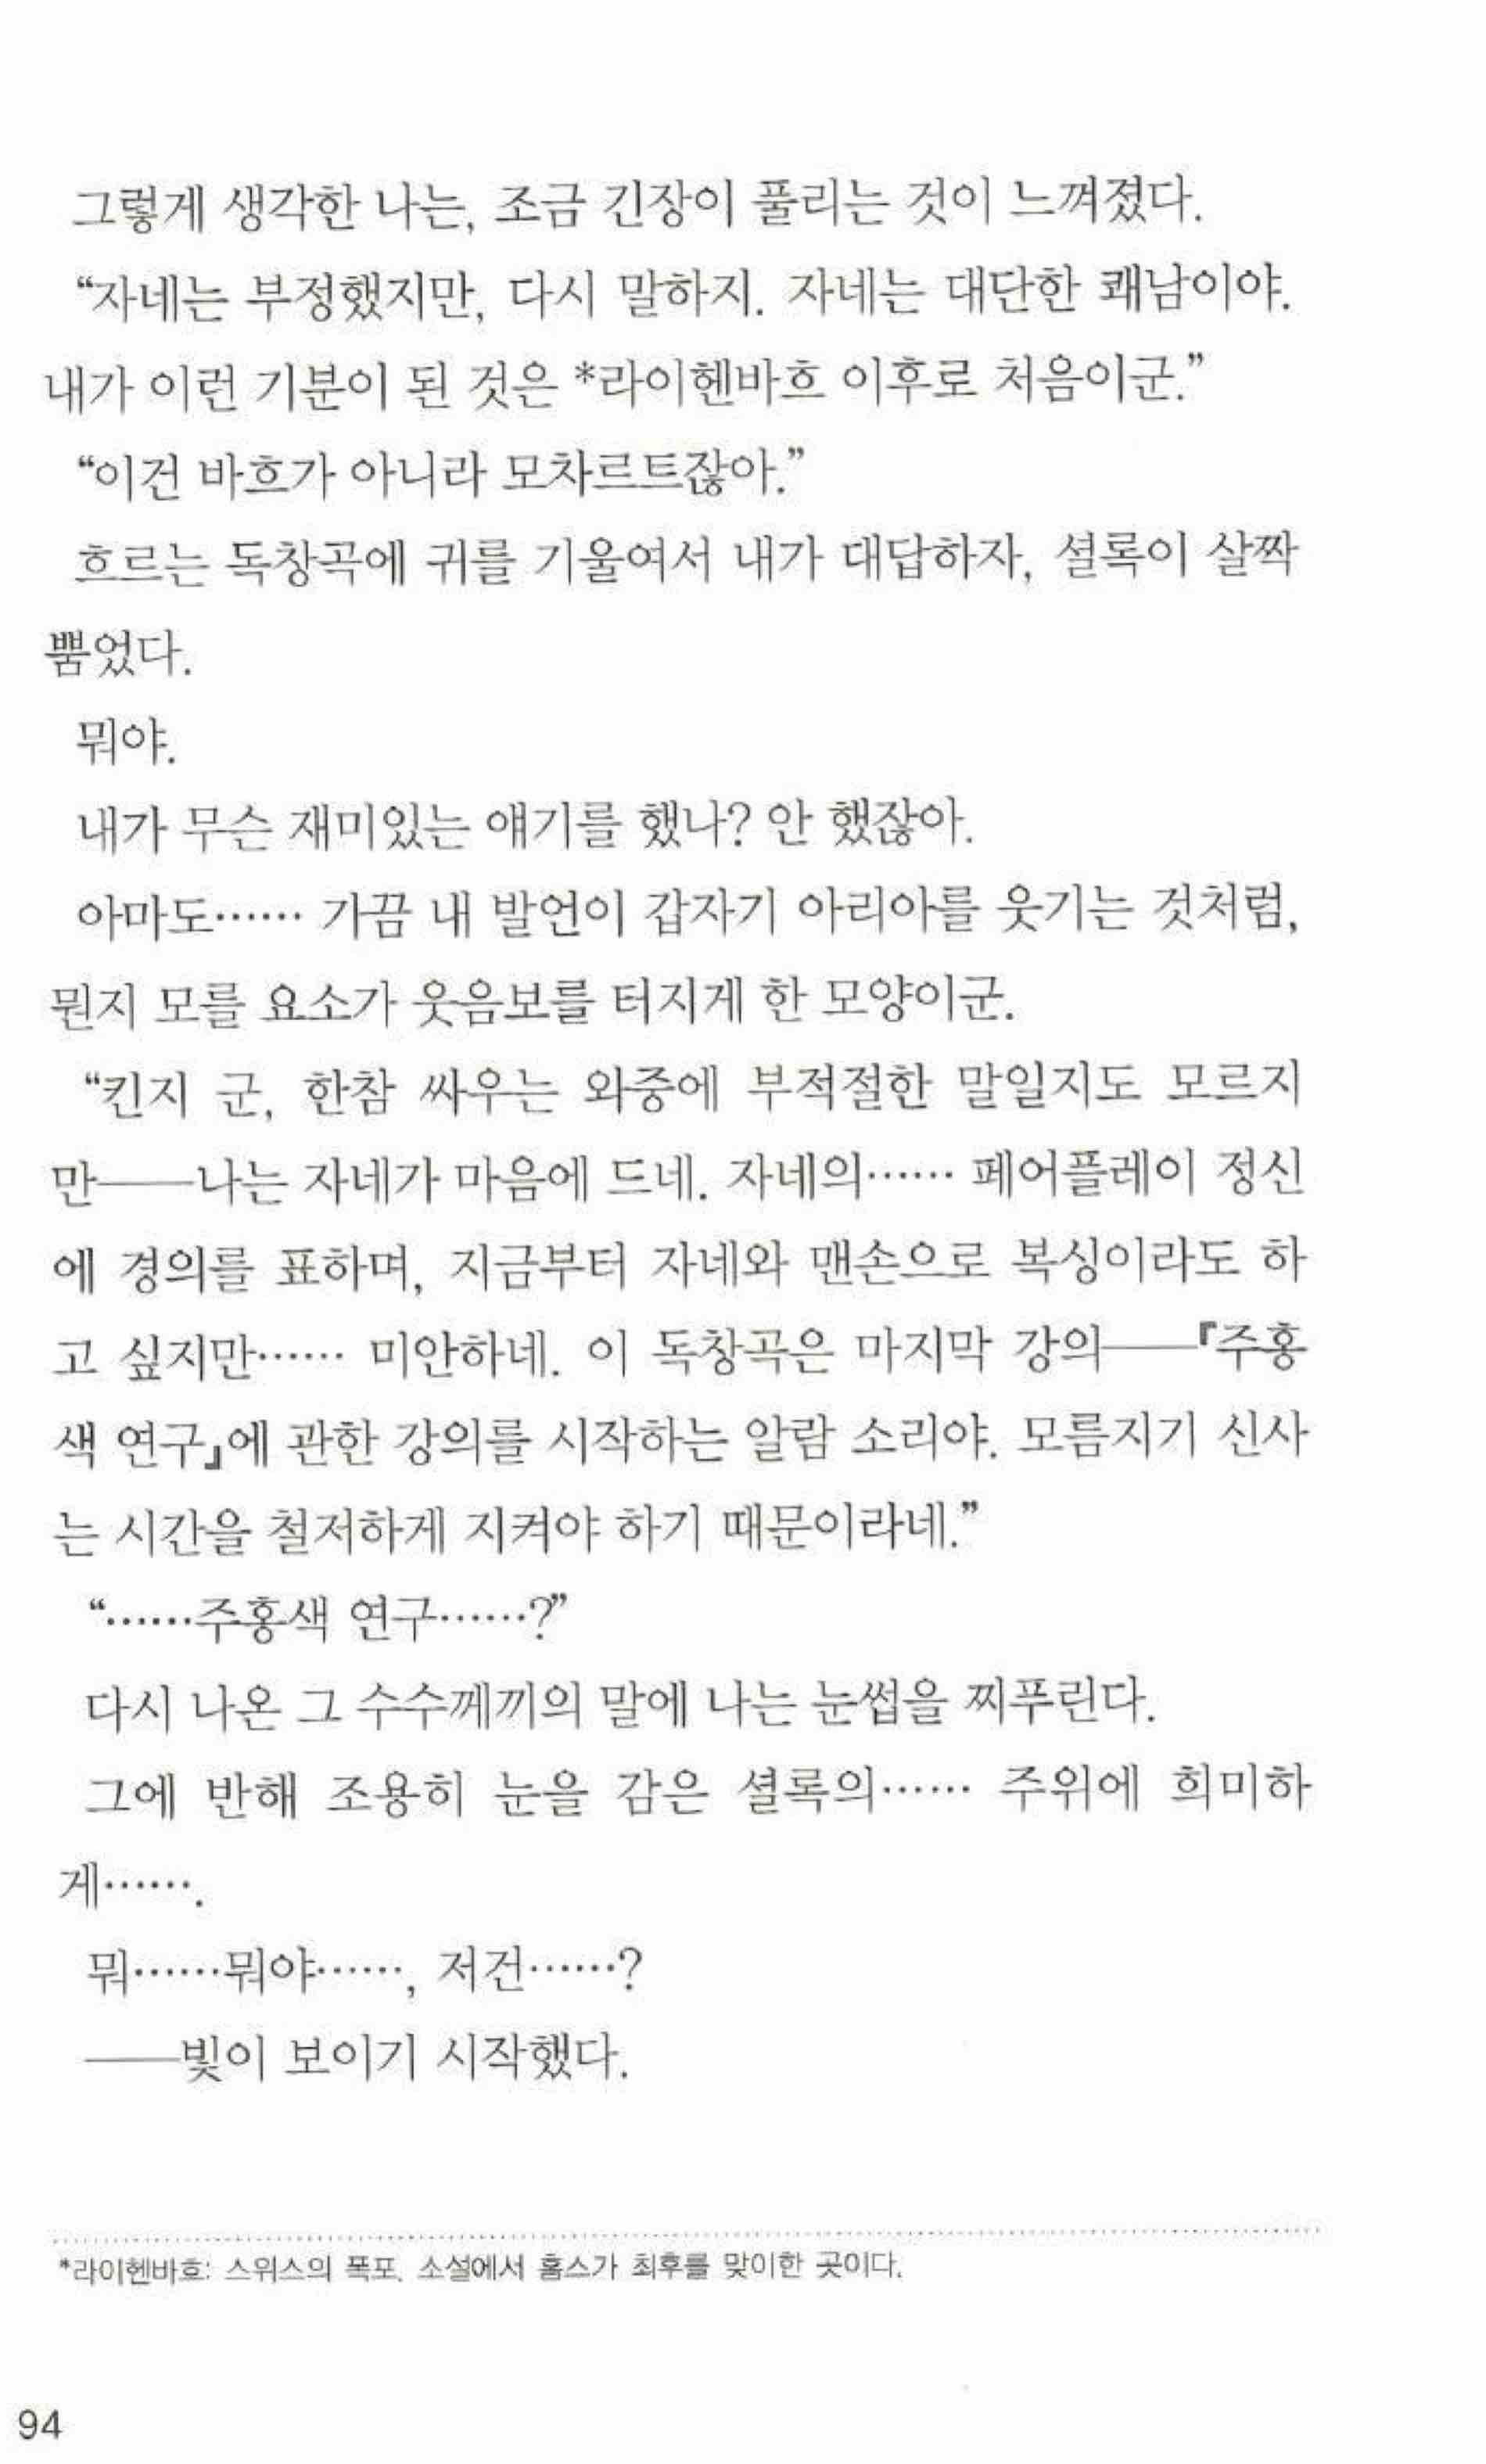 그렇게 생각한 나는, 조금 긴장이 풀리는 것이 느껴졌다.
“자네는 부정했지만, 다시 말하지. 자네는 대단한 쾌남이야.
내가 이런 기분이 된 것은 *라이헨바흐 이후로 처음이군.”
“이건 바흐가 아니라 모차르트잖아.”
흐르는 독창곡에 귀를 기울여서 내가 대답하자, 셜록이 살짝
뿜었다.
뭐야.
내가 무슨 재미있는 얘기를 했나? 안 했잖아.
아마도…… 가끔 내 발언이 갑자기 아리아를 웃기는 것처럼,
뭔지 모를 요소가 웃음보를 터지게 한 모양이군.
“킨지 군, 한참 싸우는 와중에 부적절한 말일지도 모르지
만──나는 자네가 마음에 드네. 자네의…… 페어플레이 정신
에 경의를 표하며, 지금부터 자네와 맨손으로 복싱이라도 하
고 싶지만…… 미안하네. 이 독창곡은 마지막 강의──『주홍
색 연구』에 관한 강의를 시작하는 알람 소리야. 모름지기 신사
는 시간을 철저하게 지켜야 하기 때문이라네.”
“……주홍색 연구……?”
다시 나온 그 수수께끼의 말에 나는 눈썹을 찌푸린다.
그에 반해 조용히 눈을 감은 셜록의…… 주위에 희미하
게…….
뭐……뭐야……, 저건……?
──빛이 보이기 시작했다.
*라이헨바흐: 스위스의 폭포. 소설에서 홈스가 최후를 맞이한 곳이다.
94